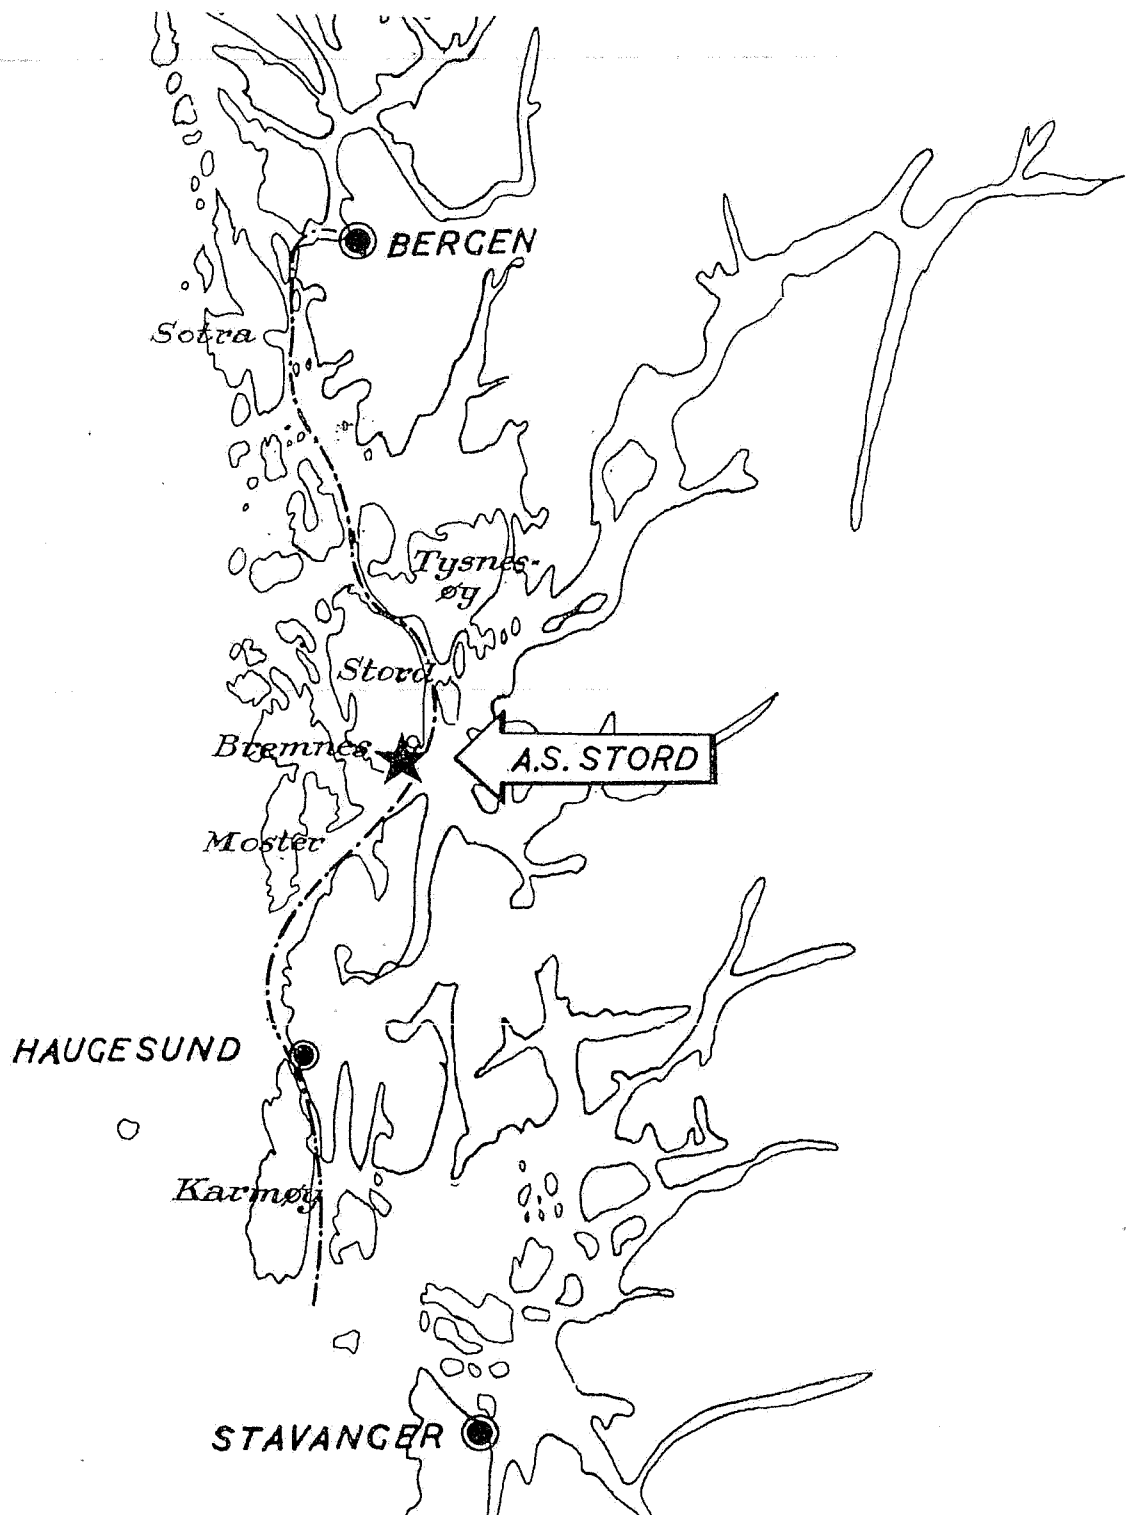 BERGEN
Sotra
Tysnes-
øy
Stord
Bremnes
A.S. STORD
Moster
HAUGESUND
Karmøy
STAVANGER